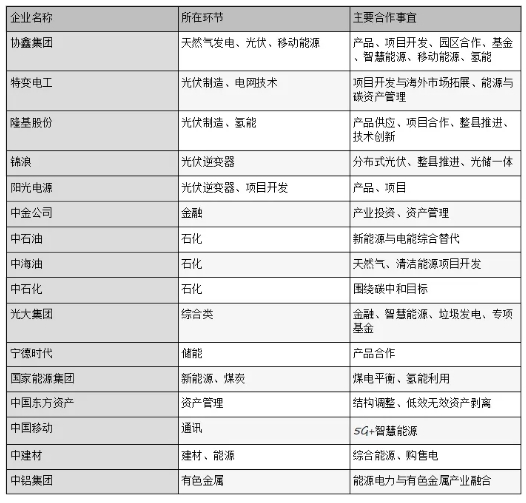 企业名称 所在环节 主要合作事宜
协鑫集团 天然气发电、光伏、移动能源 产品、项目开发、园区合作、基金
、智慧能源、移动能源、氢能
特变电工 光伏制造、电网技术 项目开发与海外市场拓展、能源与
碳资产管理
隆基股份 光伏制造、氢能 产品供应、项目合作、整县推进、
技术创新
锦浪 光伏逆变器 分布式光伏、整县推进、光储一体
阳光电源 光伏逆变器、项目开发 产品、项目
中金公司 金融 产业投资、资产管理
中石油 石化 新能源与电能综合替代
中海油 石化 天然气、清洁能源项目开发
中石化 石化 围绕碳中和目标
光大集团 综合类 金融、智慧能源、垃圾发电、专项
基金
宁德时代 储能 产品合作
国家能源集团 新能源、煤炭 煤电平衡、氢能利用
中国东方资产 资产管理 结构调整、低效无效资产剥离
中国移动 通讯 5G+智慧能源
中建材 建材、能源 综合能源、购售电
中铝集团 有色金属 能源电力与有色金属产业融合